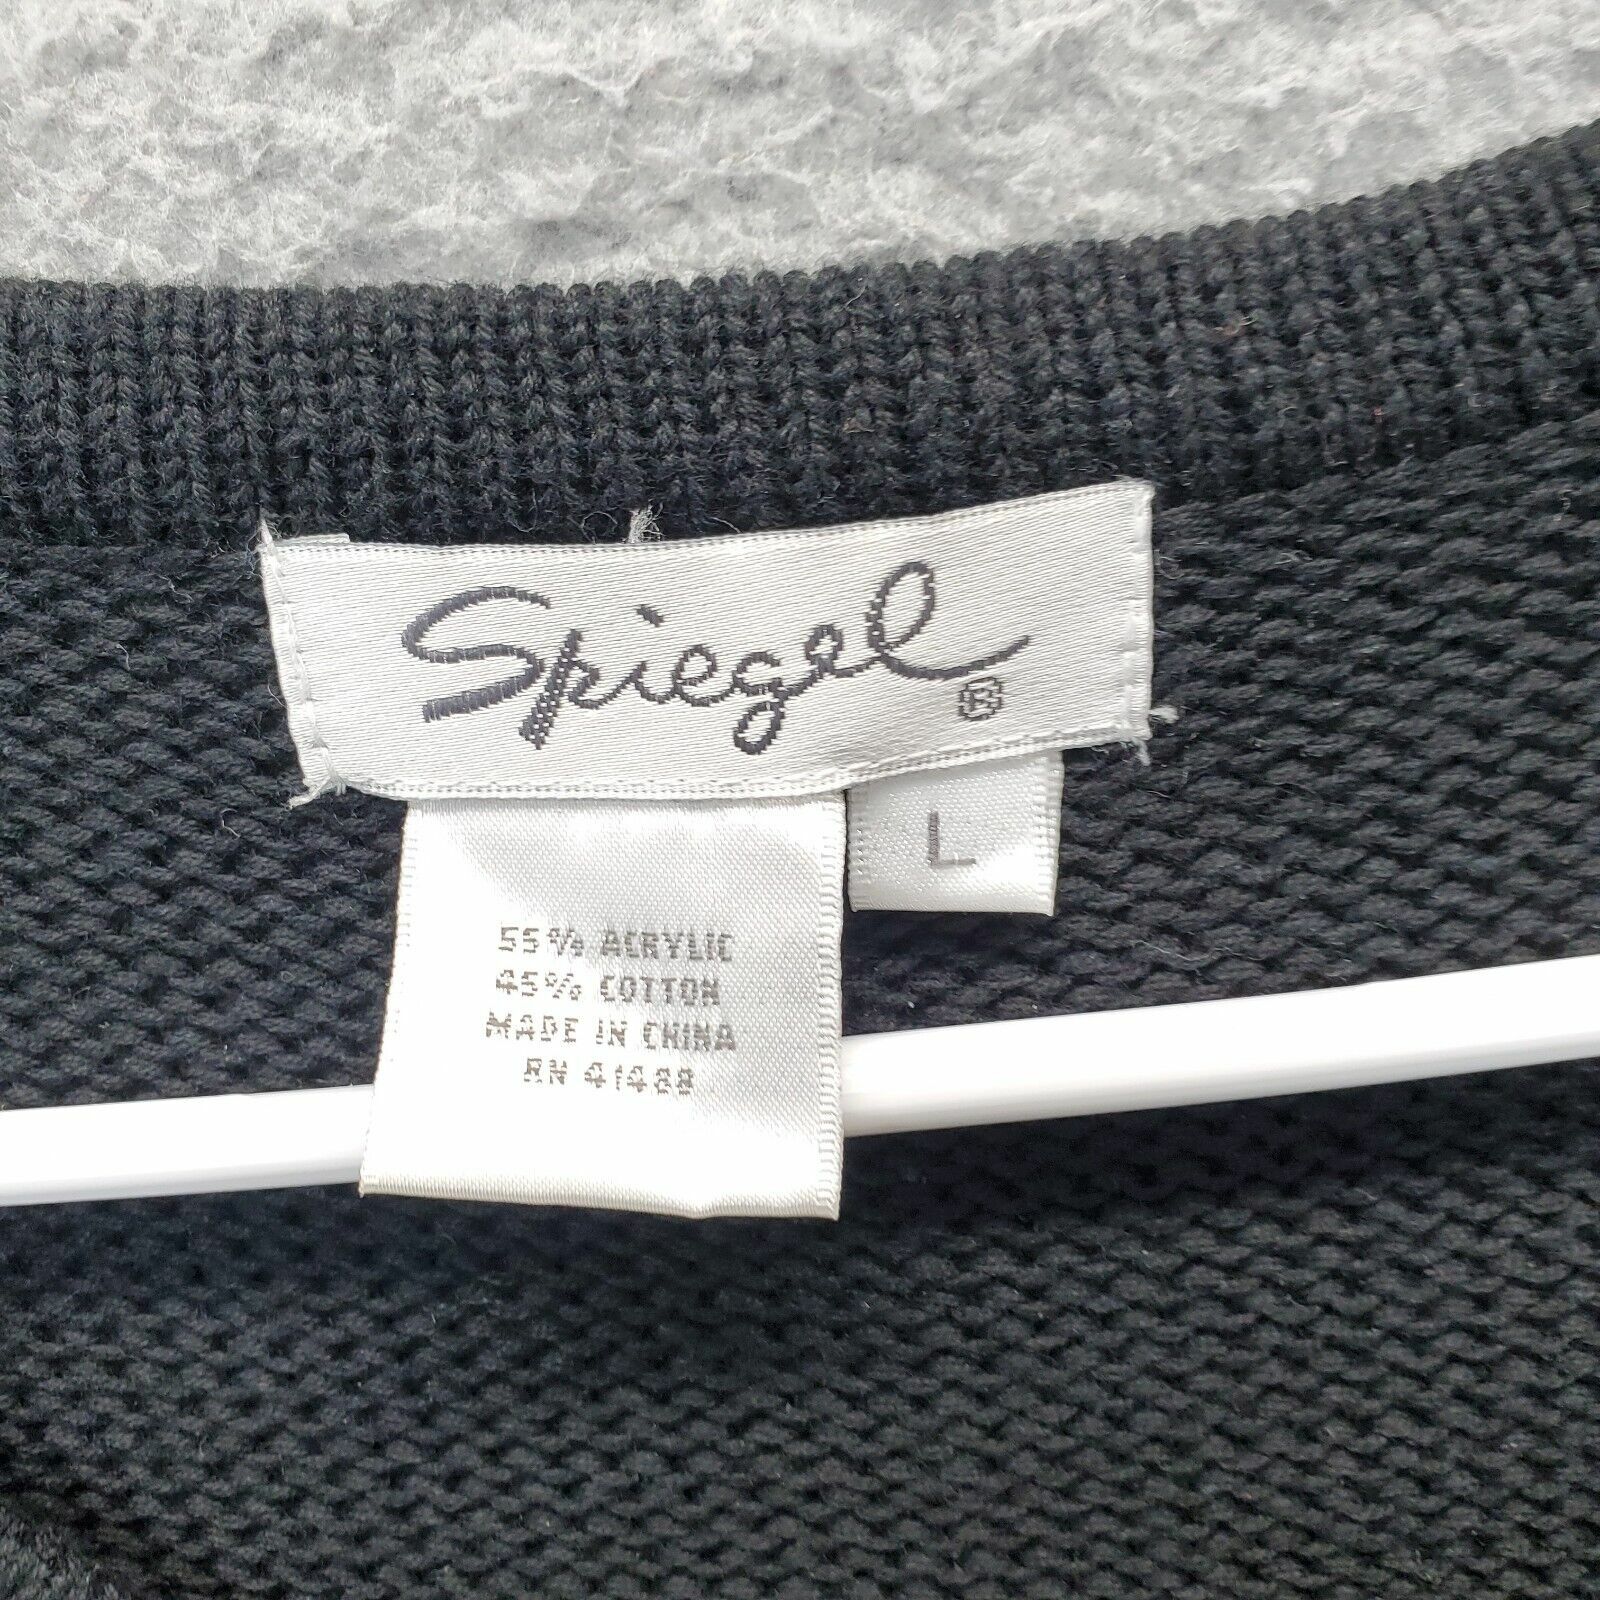 Spiegel ®
L
55% ACRYLIC
45% COTTON
MADE IN CHINA
RN 41488